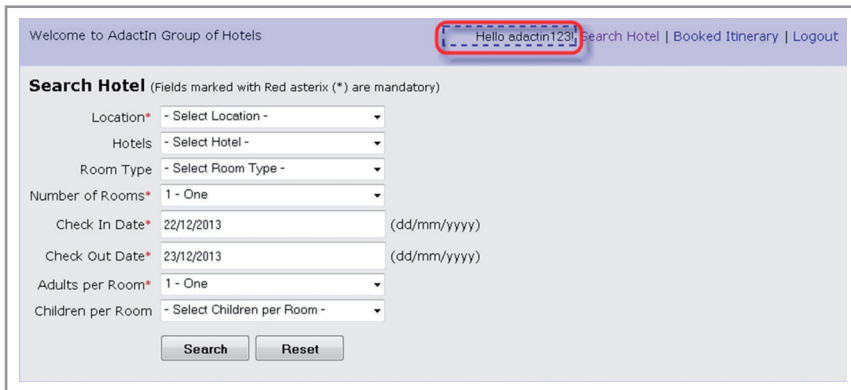 Welcome to AdactIn Group of Hotels Hello adactin123! Search Hotel | Booked Itinerary | Logout
Search Hotel (Fields marked with Red asterix (*) are mandatory)
Location* - Select Location -
Hotels - Select Hotel -
Room Type - Select Room Type -
Number of Rooms* 1 - One
Check In Date* 22/12/2013 (dd/mm/yyyy)
Check Out Date* 23/12/2013 (dd/mm/yyyy)
Adults per Room* 1 - One
Children per Room - Select Children per Room -
Search Reset